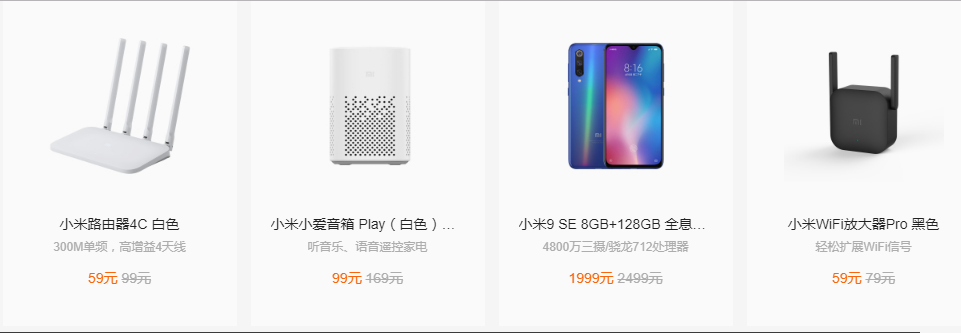 8:16
小米路由器4C 白色
300M单频，高增益4天线
59元 99元
小米小爱音箱 Play（白色）…
听音乐、语音遥控家电
99元 169元
小米9 SE 8GB+128GB 全息…
4800万三摄/骁龙712处理器
1999元 2499元
小米WiFi放大器Pro 黑色
轻松扩展WiFi信号
59元 79元